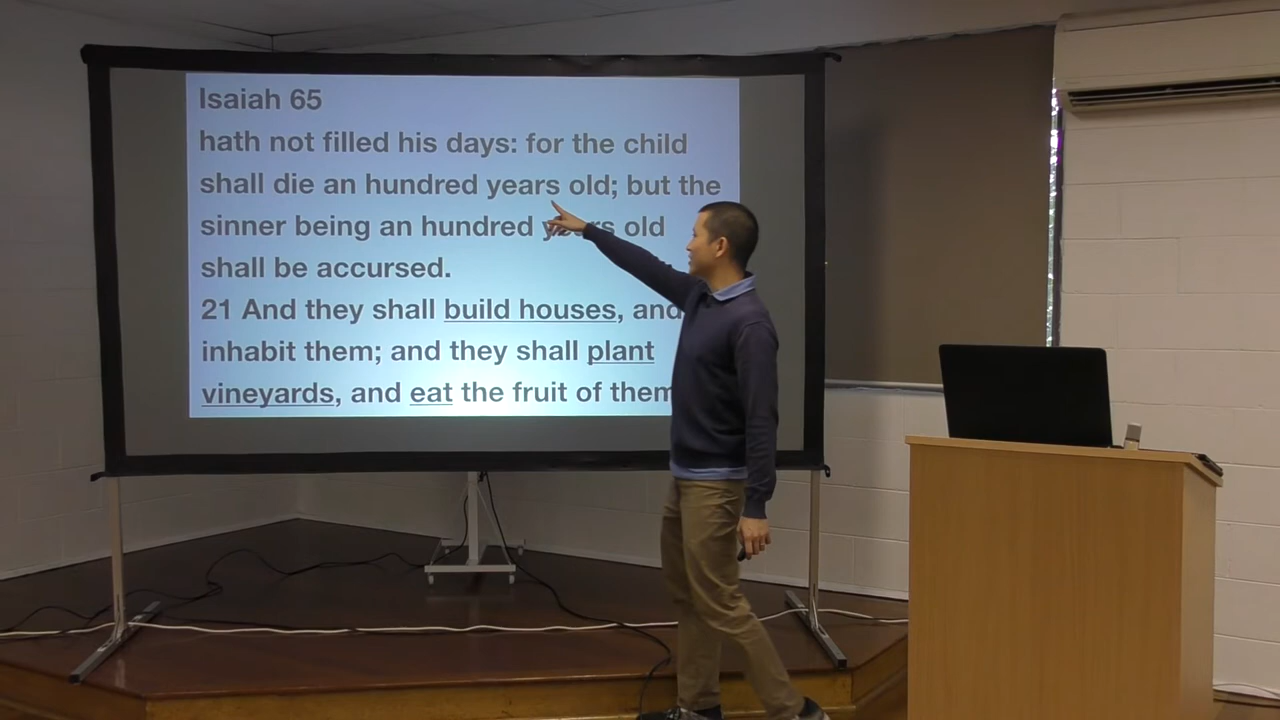 Isaiah 65
hath not filled his days: for the child
shall die an hundred years old; but the
sinner being an hundred years old
shall be accursed.
21 And they shall build houses, and
inhabit them; and they shall plant
vineyards, and eat the fruit of them